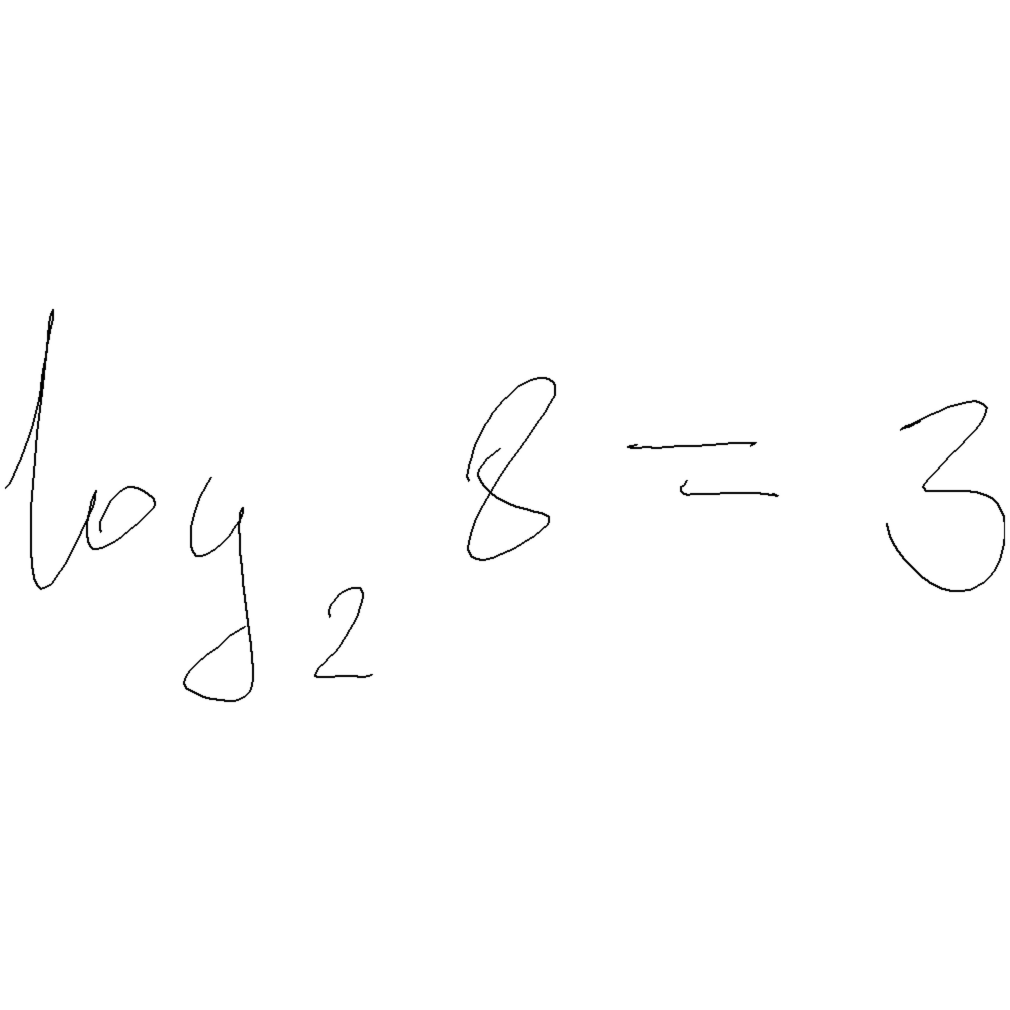 log₂ 8 = 3